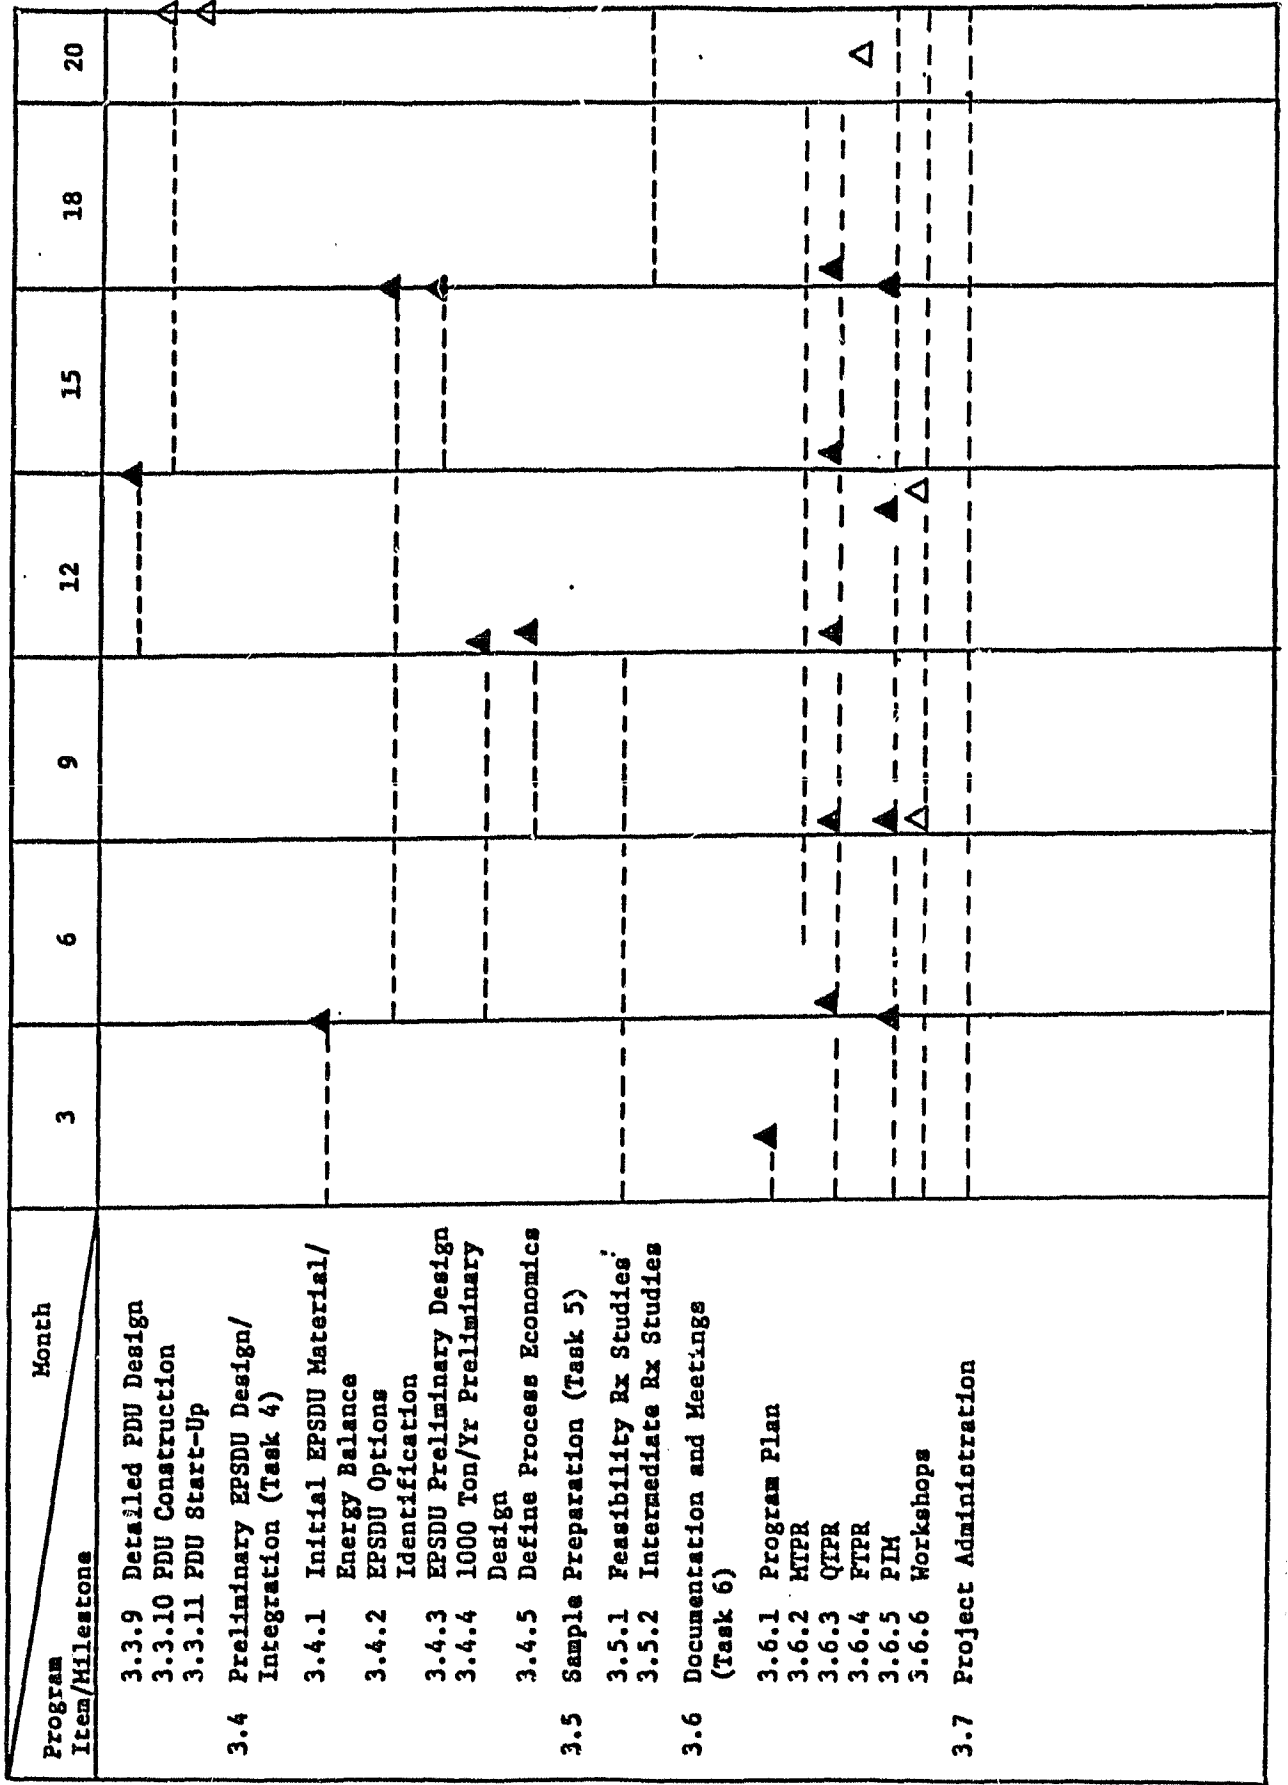 Program
Item/Milestone
Month
3
6
9
12
15
18
20
3.3.9 Detailed PDU Design
3.3.10 PDU Construction
3.3.11 PDU Start-Up
3.4 Preliminary EPSDU Design/
Integration (Task 4)
3.4.1 Initial EPSDU Material/
Energy Balance
3.4.2 EPSDU Options
Identification
3.4.3 EPSDU Preliminary Design
3.4.4 1000 Ton/Yr Preliminary
Design
3.4.5 Define Process Economics
3.5 Sample Preparation (Task 5)
3.5.1 Feasibility Rx Studies
3.5.2 Intermediate Rx Studies
3.6 Documentation and Meetings
(Task 6)
3.6.1 Program Plan
3.6.2 MTPR
3.6.3 QTPR
3.6.4 FTPR
3.6.5 PIM
3.6.6 Workshops
3.7 Project Administration